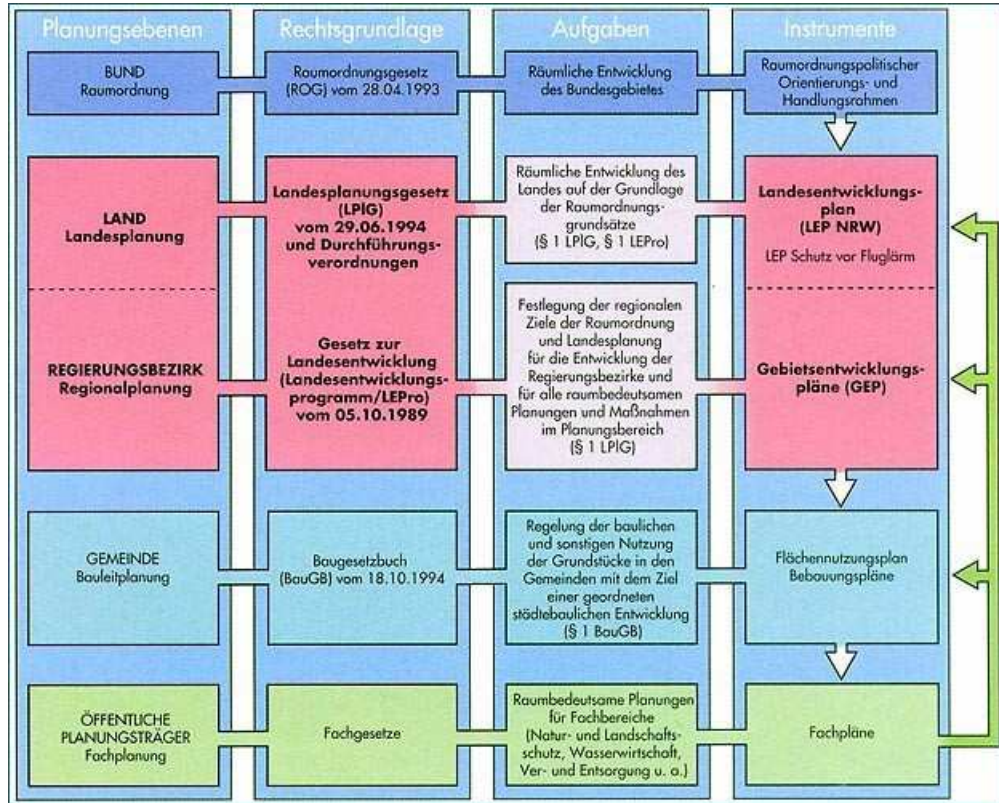 Planungsebenen
Rechtsgrundlage
Aufgaben
Instrumente
BUND
Raumordnung
Raumordnungsgesetz
(ROG) vom 28.04.1993
Räumliche Entwicklung
des Bundesgebietes
Raumordnungspolitischer
Orientierungs- und
Handlungsrahmen
LAND
Landesplanung
Landesplanungsgesetz
(LPlG)
vom 29.06.1994
und Durchführungs-
verordnungen
Räumliche Entwicklung des
Landes auf der Grundlage
der Raumordnungs-
grundsätze
(§ 1 LPlG, § 1 LEPro)
Landesentwicklungs-
plan
(LEP NRW)
LEP Schutz vor Fluglärm
REGIERUNGSBEZIRK
Regionalplanung
Gesetz zur
Landesentwicklung
(Landesentwicklungs-
programm/LEPro)
vom 05.10.1989
Festlegung der regionalen
Ziele der Raumordnung
und Landesplanung
für die Entwicklung der
Regierungsbezirke und
für alle raumbedeutsamen
Planungen und Maßnahmen
im Planungsbereich
(§ 1 LPlG)
Gebietsentwicklungs-
pläne (GEP)
GEMEINDE
Bauleitplanung
Baugesetzbuch
(BauGB) vom 18.10.1994
Regelung der baulichen
und sonstigen Nutzung
der Grundstücke in den
Gemeinden mit dem Ziel
einer geordneten
städtebaulichen Entwicklung
(§ 1 BauGB)
Flächennutzungsplan
Bebauungspläne
ÖFFENTLICHE
PLANUNGSTRÄGER
Fachplanung
Fachgesetze
Raumbedeutsame Planungen
für Fachbereiche
(Natur- und Landschafts-
schutz, Wasserwirtschaft,
Ver- und Entsorgung u. a.)
Fachpläne